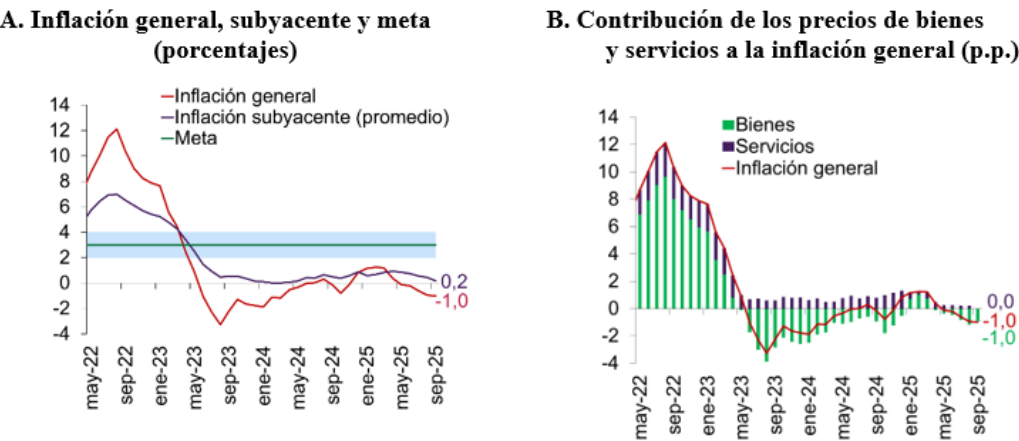 A. Inflación general, subyacente y meta
(porcentajes)
14
12
10
8
6
4
2
0
-2
-4
Inflación general
Inflación subyacente (promedio)
Meta
0,2
-1,0
may-22
sep-22
ene-23
may-23
sep-23
ene-24
may-24
sep-24
ene-25
may-25
sep-25
B. Contribución de los precios de bienes
y servicios a la inflación general (p.p.)
14
12
10
8
6
4
2
0
-2
-4
Bienes
Servicios
Inflación general
0,0
-1,0
-1,0
may-22
sep-22
ene-23
may-23
sep-23
ene-24
may-24
sep-24
ene-25
may-25
sep-25